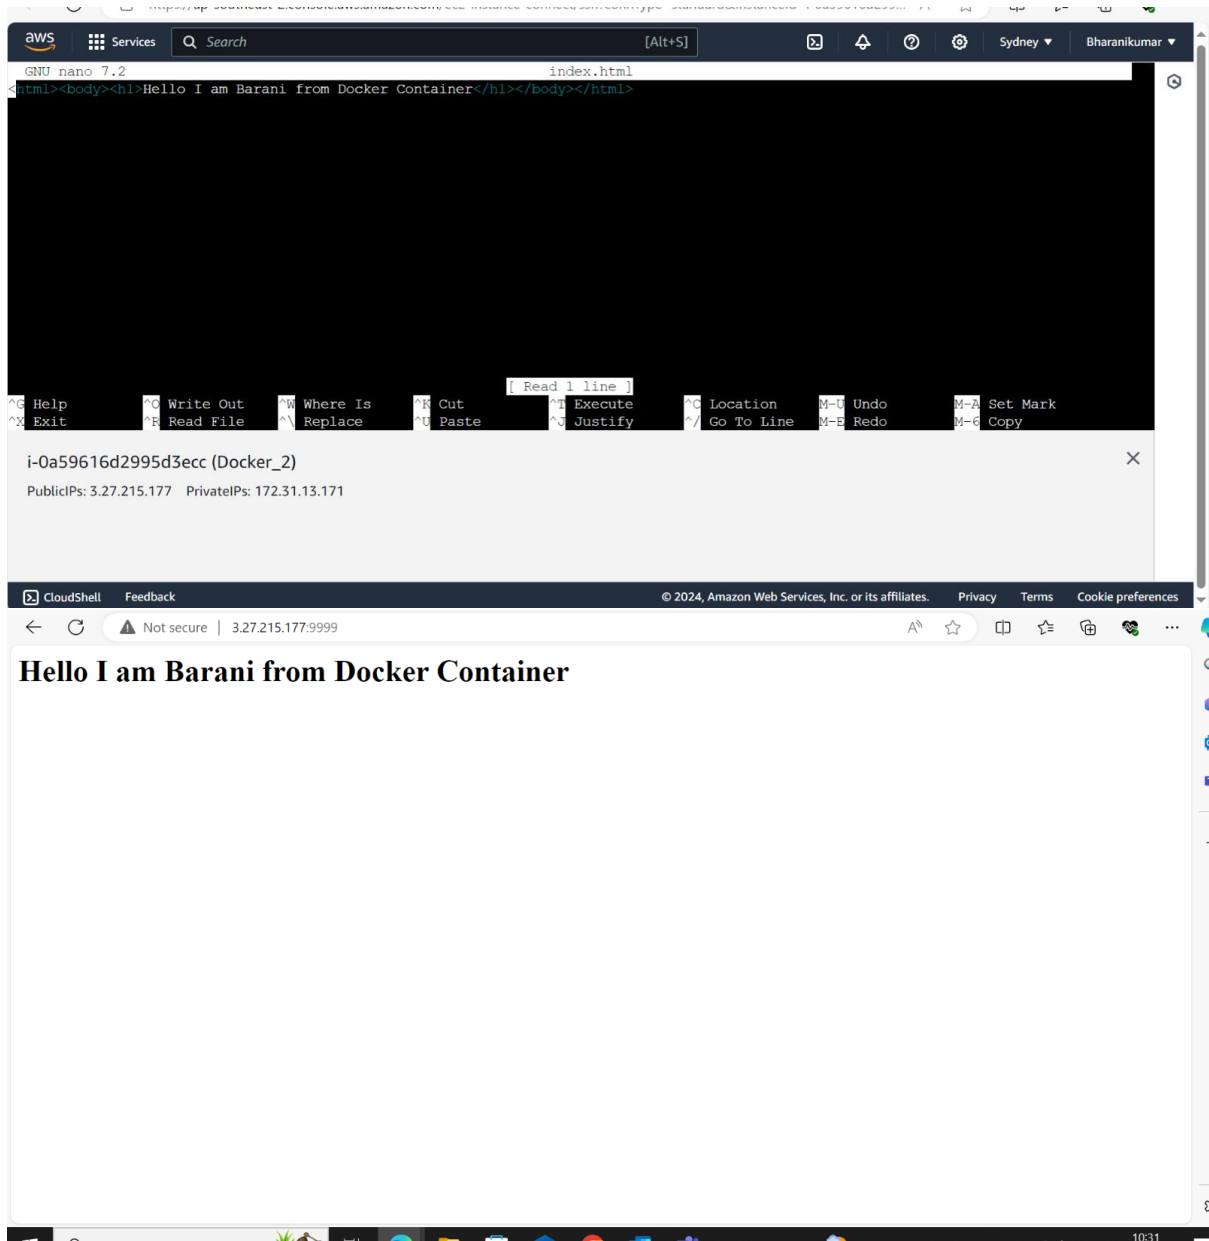 aws Services Search [Alt+S] Sydney ▼ Bharanikumar ▼
GNU nano 7.2 index.html
<html><body><h1>Hello I am Barani from Docker Container</h1></body></html>
[ Read 1 line ]
^G Help ^O Write Out ^W Where Is ^K Cut ^T Execute ^C Location M-U Undo M-A Set Mark
^X Exit ^R Read File ^\ Replace ^U Paste ^J Justify ^/ Go To Line M-E Redo M-6 Copy
i-0a59616d2995d3ecc (Docker_2)
PublicIPs: 3.27.215.177 PrivateIPs: 172.31.13.171
CloudShell Feedback © 2024, Amazon Web Services, Inc. or its affiliates. Privacy Terms Cookie preferences
Not secure | 3.27.215.177:9999
Hello I am Barani from Docker Container
10:31